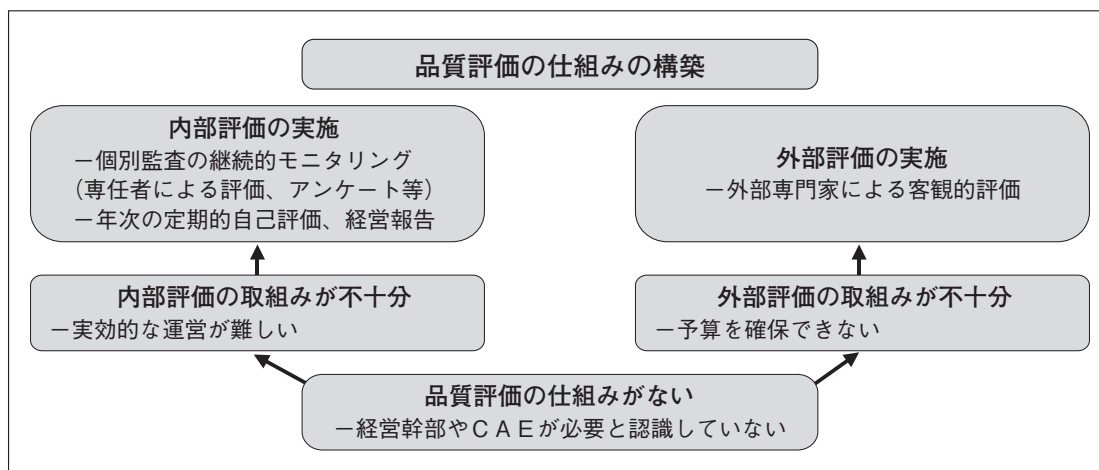 品質評価の仕組みの構築
内部評価の実施
－個別監査の継続的モニタリング
（専任者による評価、アンケート等）
－年次の定期的自己評価、経営報告
外部評価の実施
－外部専門家による客観的評価
内部評価の取組みが不十分
－実効的な運営が難しい
外部評価の取組みが不十分
－予算を確保できない
品質評価の仕組みがない
－経営幹部やＣＡＥが必要と認識していない